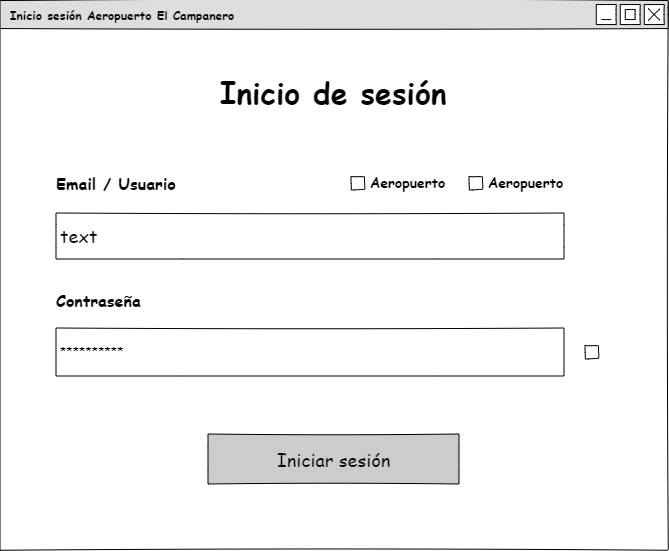 Inicio sesión Aeropuerto El Campanero
Inicio de sesión
Email / Usuario
Aeropuerto
Aeropuerto
text
Contraseña
**********
Iniciar sesión